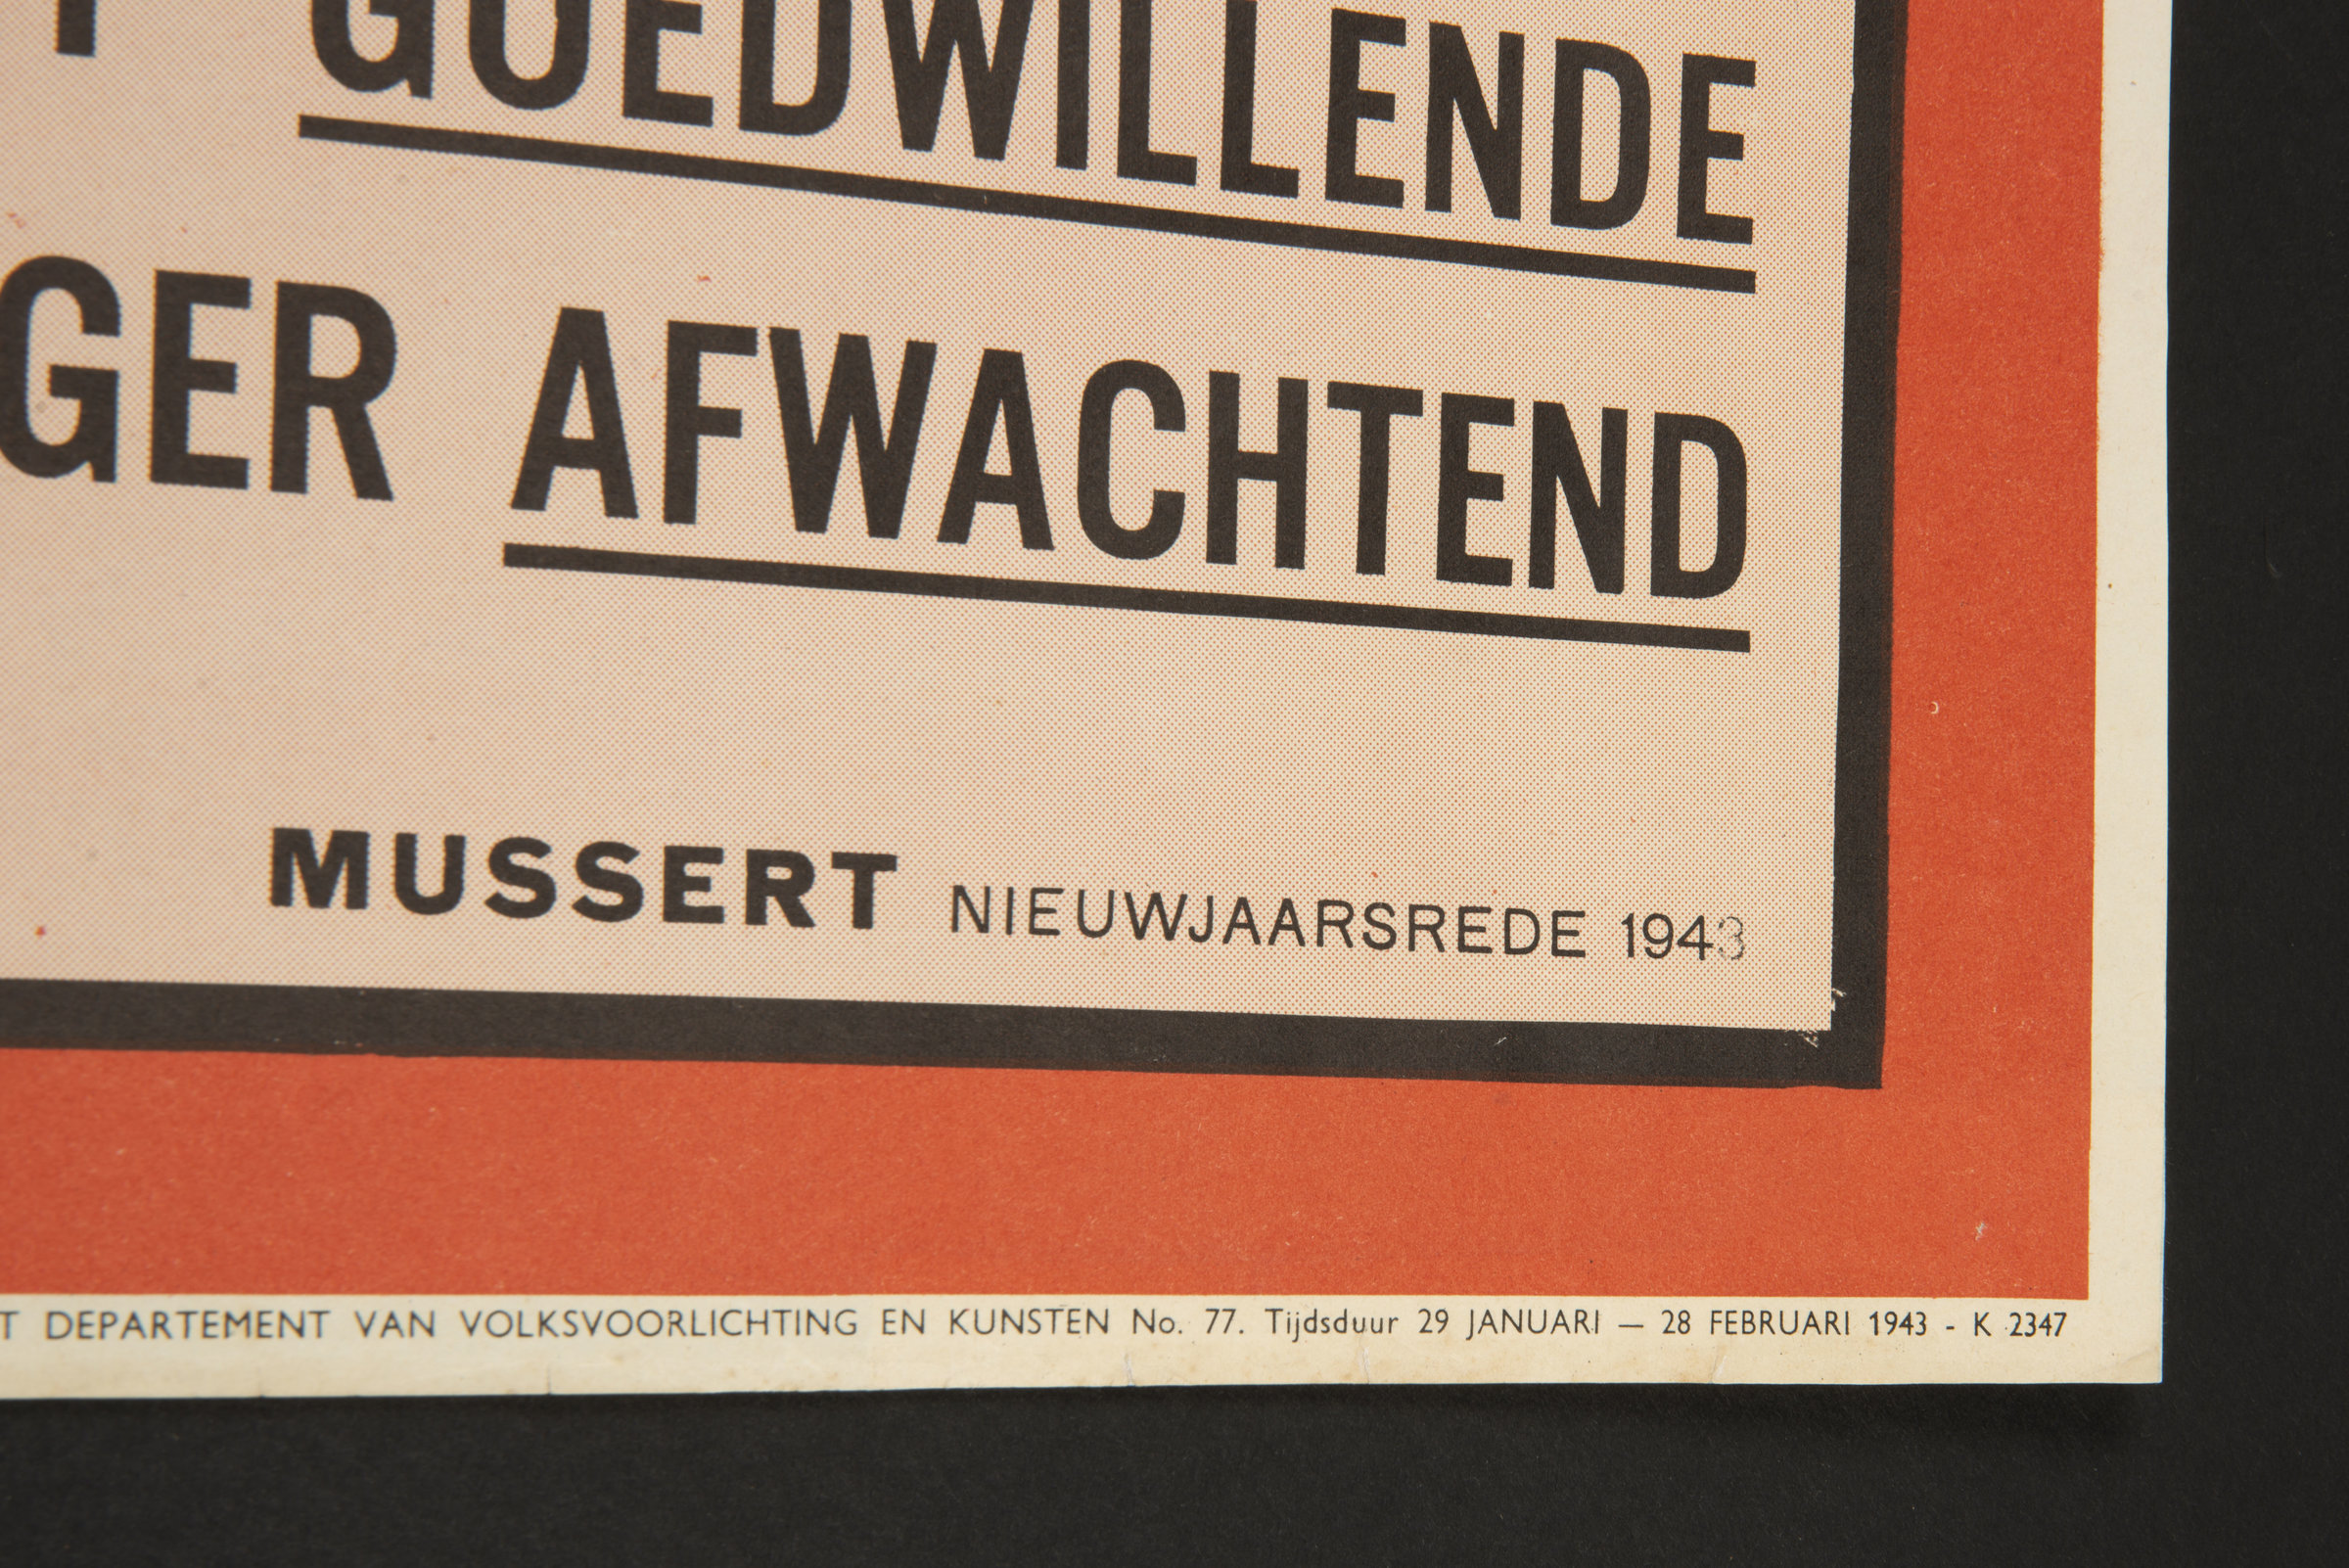 T GOEDWILLENDE
GER AFWACHTEND
MUSSERT NIEUWJAARSREDE 1943
T DEPARTEMENT VAN VOLKSVOORLICHTING EN KUNSTEN No. 77. Tijdsduur 29 JANUARI — 28 FEBRUARI 1943 - K 2347